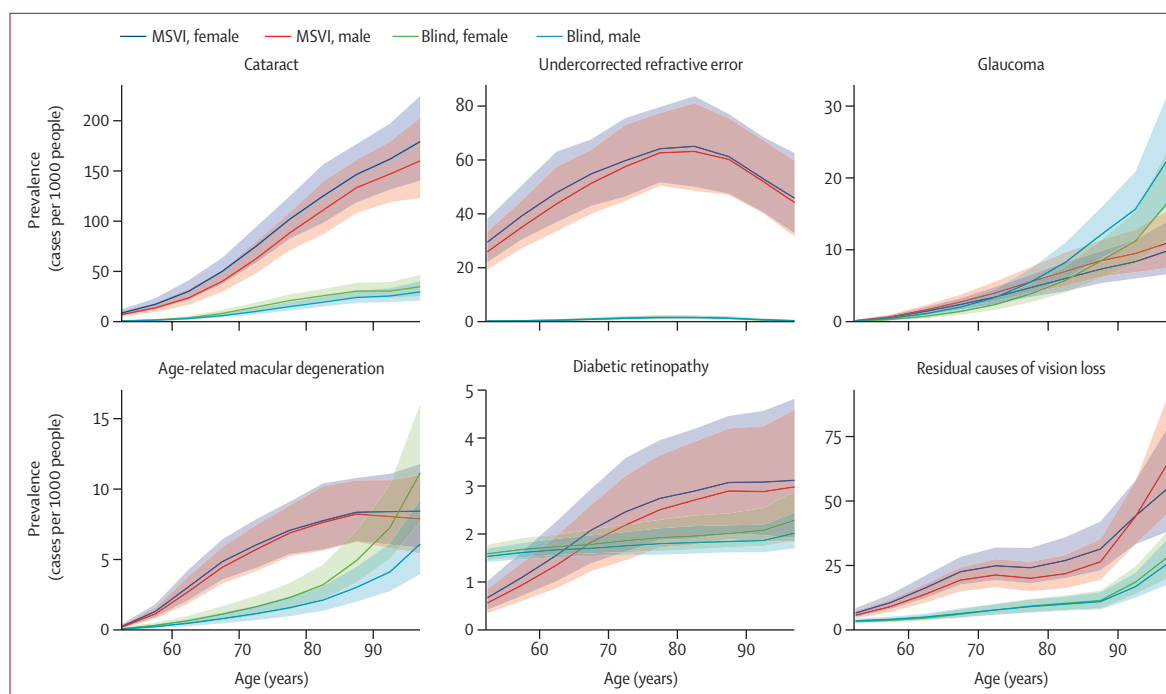 MSVI, female MSVI, male Blind, female Blind, male
Cataract
Prevalence
(cases per 1000 people)
200
150
100
50
0
Undercorrected refractive error
80
60
40
20
0
Glaucoma
30
20
10
0
Age-related macular degeneration
Prevalence
(cases per 1000 people)
15
10
5
0
60 70 80 90
Age (years)
Diabetic retinopathy
5
4
3
2
1
0
60 70 80 90
Age (years)
Residual causes of vision loss
75
50
25
0
60 70 80 90
Age (years)